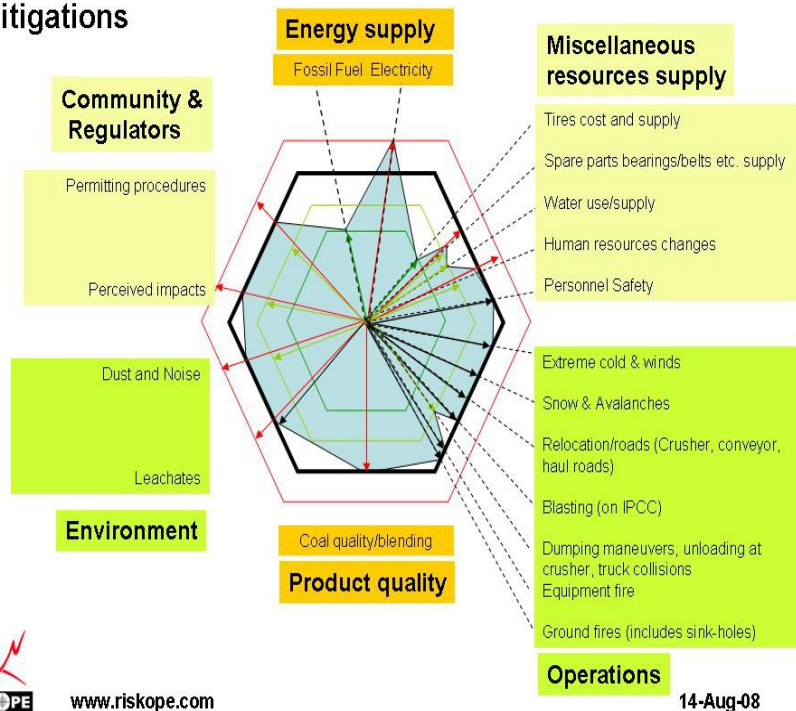 itigations
Energy supply
Fossil Fuel Electricity
Miscellaneous
resources supply
Tires cost and supply
Spare parts bearings/belts etc. supply
Water use/supply
Human resources changes
Personnel Safety
Community &
Regulators
Permitting procedures
Perceived impacts
Dust and Noise
Leachates
Environment
Coal quality/blending
Product quality
Extreme cold & winds
Snow & Avalanches
Relocation/roads (Crusher, conveyor,
haul roads)
Blasting (on IPCC)
Dumping maneuvers, unloading at
crusher, truck collisions
Equipment fire
Ground fires (includes sink-holes)
Operations
OPE
www.riskope.com
14-Aug-08